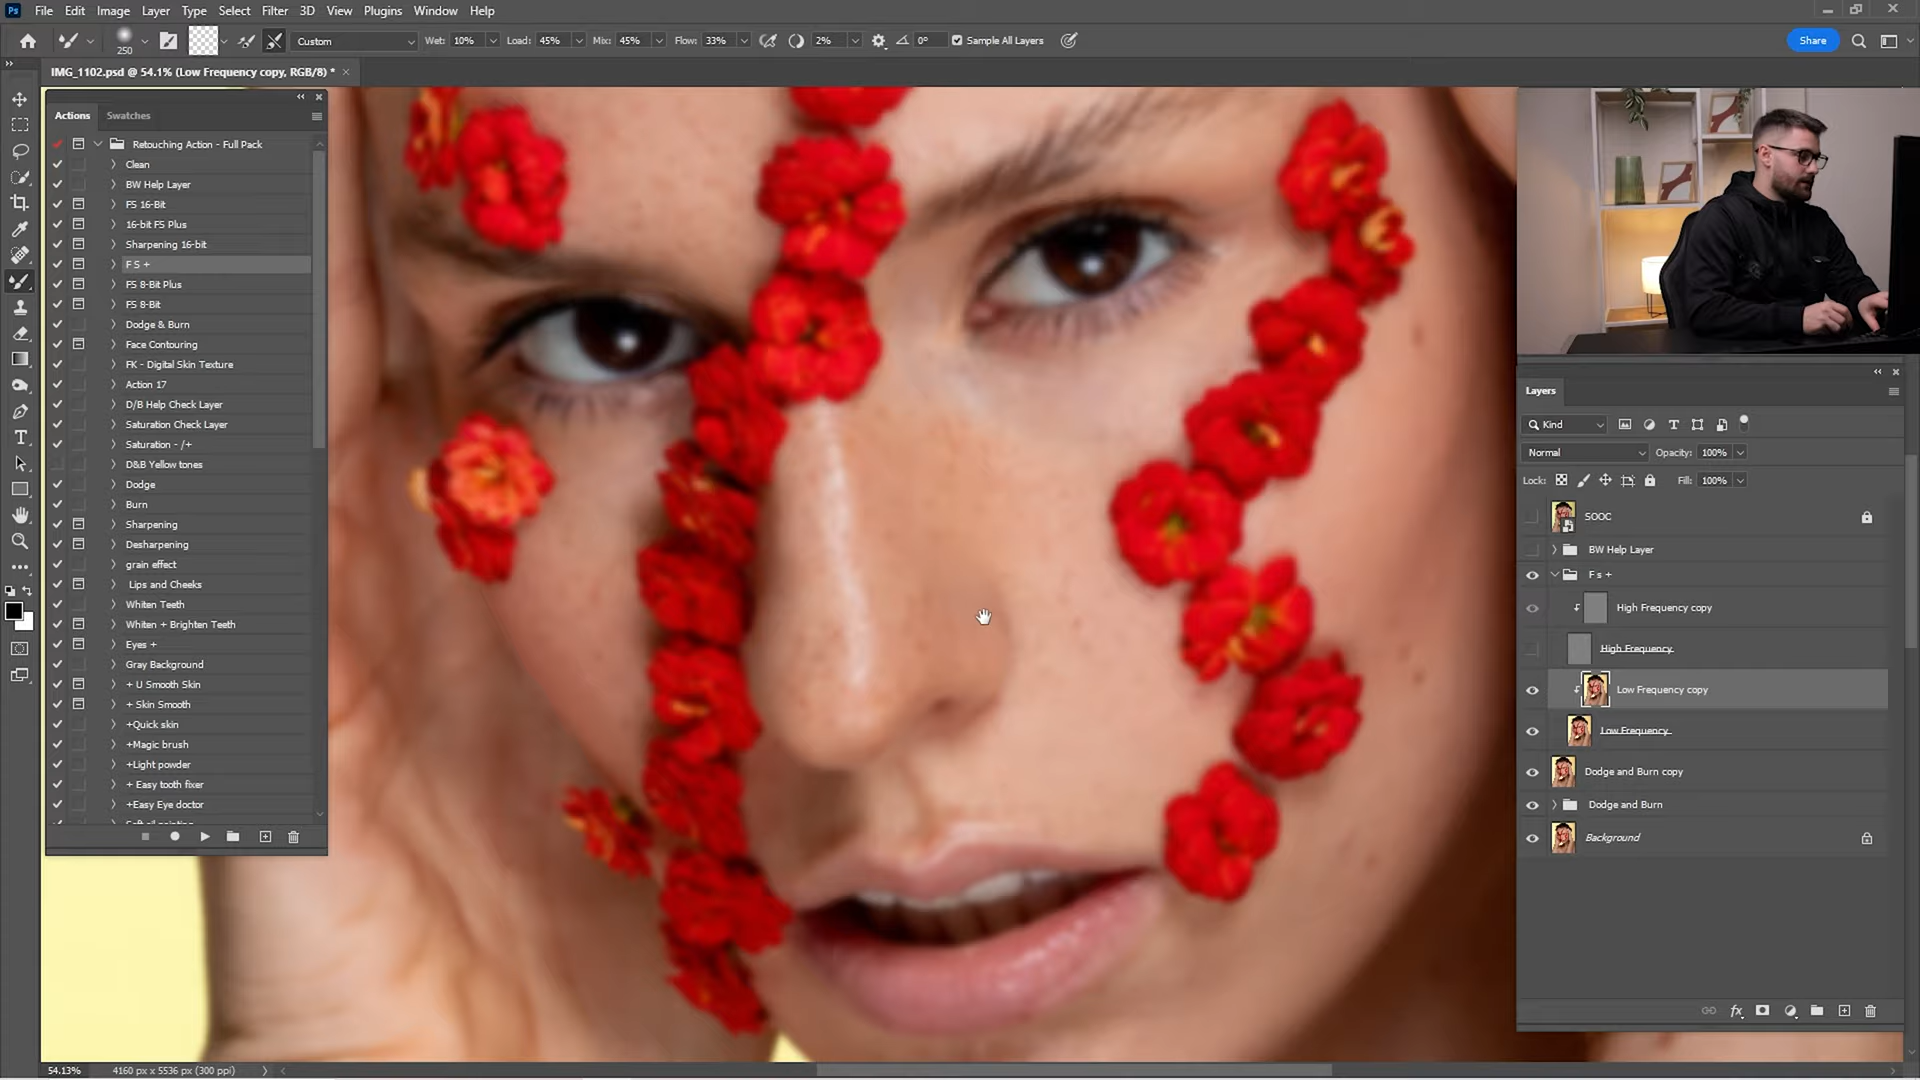 Ps File Edit Image Layer Type Select Filter 3D View Plugins Window Help
250 Custom Wet: 10% Load: 45% Mix: 45% Flow: 33% 2% 0° Sample All Layers Share
IMG_1102.psd @ 54.1% (Low Frequency copy, RGB/8) *
Actions Swatches
Retouching Action - Full Pack
Clean
BW Help Layer
FS 16-Bit
16-bit FS Plus
Sharpening 16-bit
F S +
FS 8-Bit Plus
FS 8-Bit
Dodge & Burn
Face Contouring
FK - Digital Skin Texture
Action 17
D/B Help Check Layer
Saturation Check Layer
Saturation - /+
D&B Yellow tones
Dodge
Burn
Sharpening
Desharpening
grain effect
Lips and Cheeks
Whiten Teeth
Whiten + Brighten Teeth
Eyes +
Gray Background
+ U Smooth Skin
+ Skin Smooth
+Quick skin
+Magic brush
+Light powder
+ Easy tooth fixer
+Easy Eye doctor
Layers
Kind
Normal Opacity: 100%
Lock: Fill: 100%
SOOC
BW Help Layer
F s +
High Frequency copy
High Frequency
Low Frequency copy
Low Frequency
Dodge and Burn copy
Dodge and Burn
Background
54.13% 4160 px x 5536 px (300 ppi)